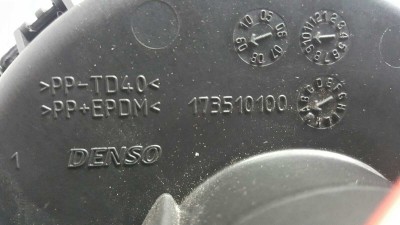 >PP-TD40<
>PP+EPDM<
173510100
1 DENSO